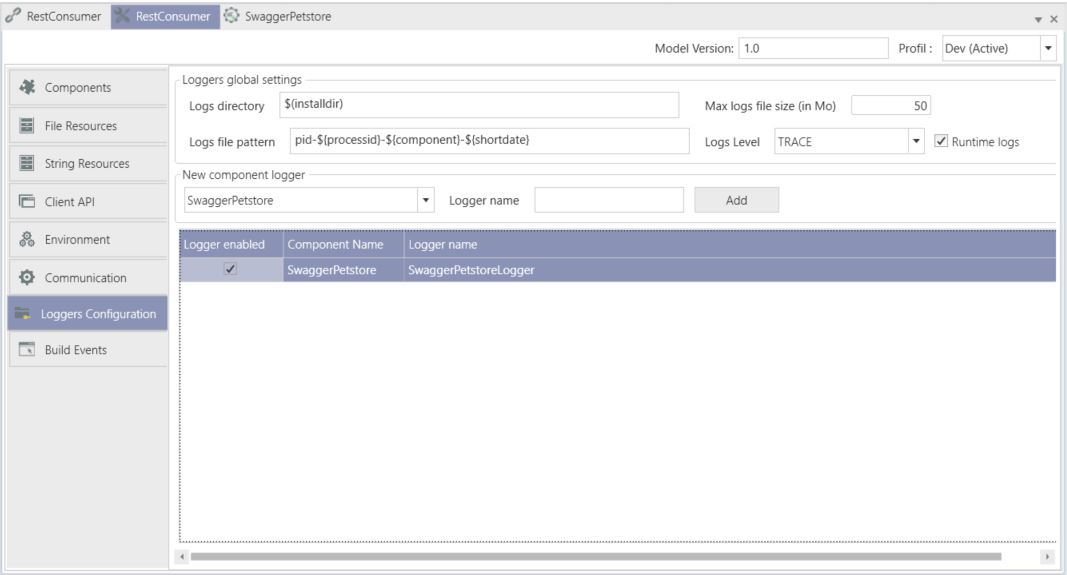 RestConsumer RestConsumer SwaggerPetstore
Model Version: 1.0 Profil : Dev (Active)
Components
File Resources
String Resources
Client API
Environment
Communication
Loggers Configuration
Build Events
Loggers global settings
Logs directory $(installdir) Max logs file size (in Mo) 50
Logs file pattern pid-${processid}-${component}-${shortdate} Logs Level TRACE Runtime logs
New component logger
SwaggerPetstore Logger name Add
Logger enabled Component Name Logger name
SwaggerPetstore SwaggerPetstoreLogger